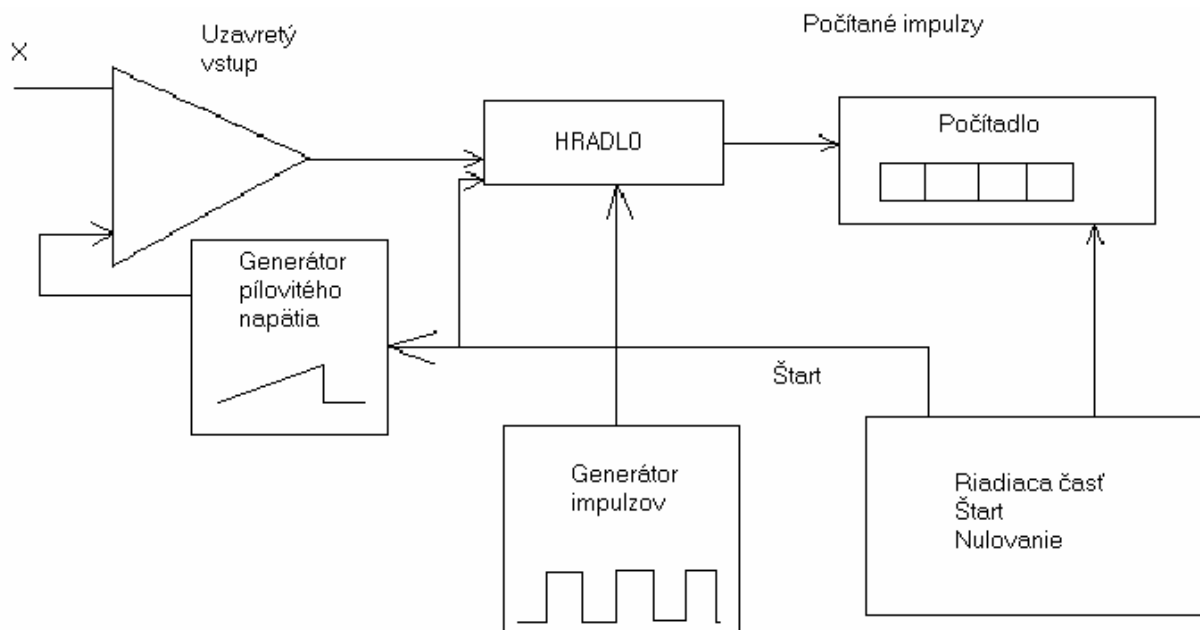 Počítané impulzy
Uzavretý
vstup
X
HRADLO
Počítadlo
Generátor
pílovitého
napätia
Štart
Generátor
impulzov
Riadiaca časť
Štart
Nulovanie